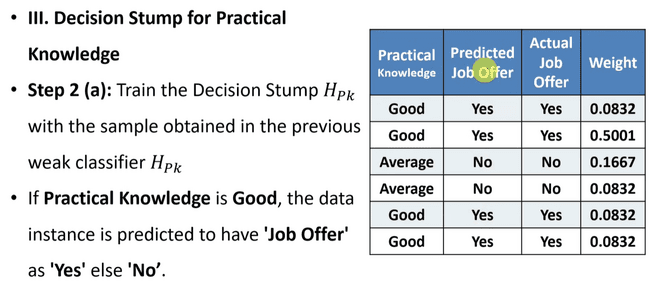 • III. Decision Stump for Practical
Knowledge
• Step 2 (a): Train the Decision Stump H_Pk
with the sample obtained in the previous
weak classifier H_Pk
• If Practical Knowledge is Good, the data
instance is predicted to have 'Job Offer'
as 'Yes' else 'No’.
Practical Knowledge | Predicted Job Offer | Actual Job Offer | Weight
Good | Yes | Yes | 0.0832
Good | Yes | Yes | 0.5001
Average | No | No | 0.1667
Average | No | No | 0.0832
Good | Yes | Yes | 0.0832
Good | Yes | Yes | 0.0832